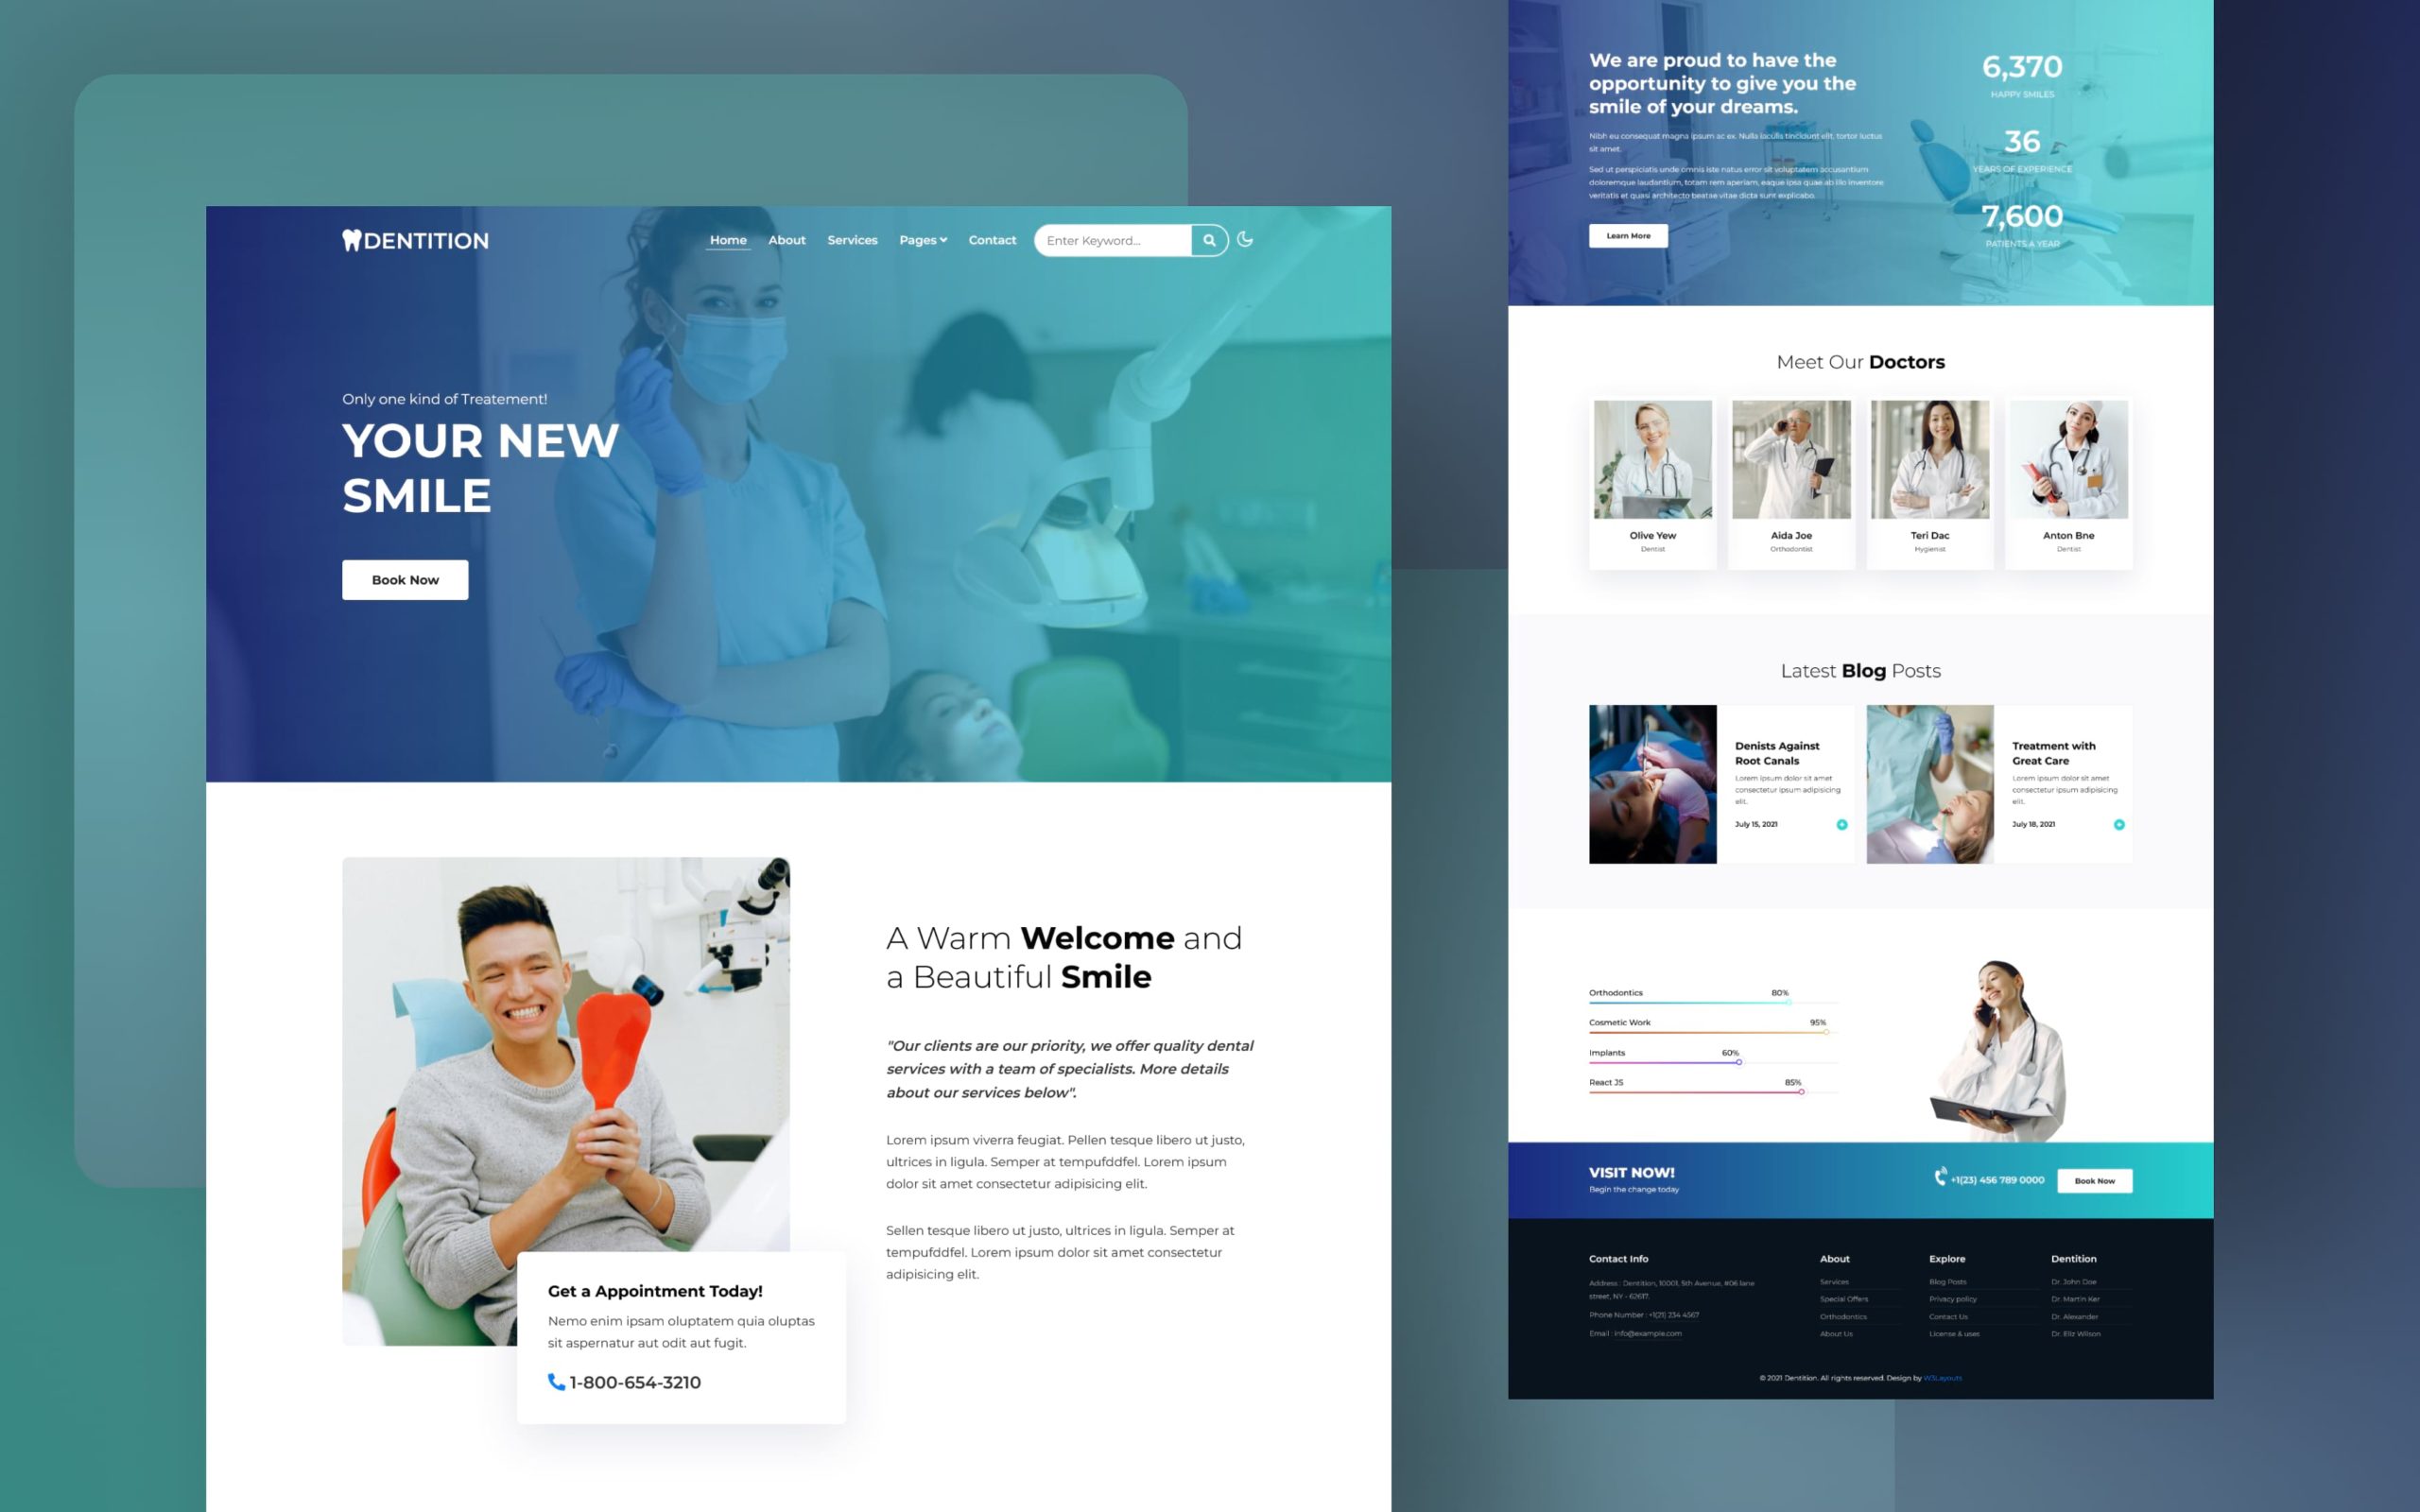 DENTITION
Home About Services Pages Contact Enter Keyword...
Only one kind of Treatement!
YOUR NEW
SMILE
Book Now
A Warm Welcome and
a Beautiful Smile
"Our clients are our priority, we offer quality dental
services with a team of specialists. More details
about our services below".
Lorem ipsum viverra feugiat. Pellen tesque libero ut justo,
ultrices in ligula. Semper at tempufddfel. Lorem ipsum
dolor sit amet consectetur adipisicing elit.
Sellen tesque libero ut justo, ultrices in ligula. Semper at
tempufddfel. Lorem ipsum dolor sit amet consectetur
adipisicing elit.
Get a Appointment Today!
Nemo enim ipsam oluptatem quia oluptas
sit aspernatur aut odit aut fugit.
1-800-654-3210
We are proud to have the
opportunity to give you the
smile of your dreams.
Nibh eu consequat magna ipsum ac ex. Nulla iaculis tincidunt elit, tortor luctus
sit amet.
Sed ut perspiciatis unde omnis iste natus error sit voluptatem accusantium
doloremque laudantium, totam rem aperiam, eaque ipsa quae ab illo inventore
veritatis et quasi architecto beatae vitae dicta sunt explicabo.
Learn More
6,370
HAPPY SMILES
36
YEARS OF EXPERIENCE
7,600
PATIENTS A YEAR
Meet Our Doctors
Olive Yew
Dentist
Aida Joe
Orthodontist
Teri Dac
Hygienist
Anton Bne
Dentist
Latest Blog Posts
Denists Against
Root Canals
Lorem ipsum dolor sit amet
consectetur ipsum adipisicing
elit.
July 15, 2021
Treatment with
Great Care
Lorem ipsum dolor sit amet
consectetur ipsum adipisicing
elit.
July 18, 2021
Orthodontics 80%
Cosmetic Work 95%
Implants 60%
React JS 85%
VISIT NOW!
Begin the change today
+1(23) 456 789 0000
Book Now
Contact Info
Address : Dentition, 10001, 5th Avenue, #06 lane
street, NY - 62617.
Phone Number : +1(21) 234 4567
Email : info@example.com
About
Services
Special Offers
Orthodontics
About Us
Explore
Blog Posts
Privacy policy
Contact Us
License & uses
Dentition
Dr. John Doe
Dr. Martin Ker
Dr. Alexander
Dr. Eliz Wilson
© 2021 Dentition. All rights reserved. Design by W3Layouts